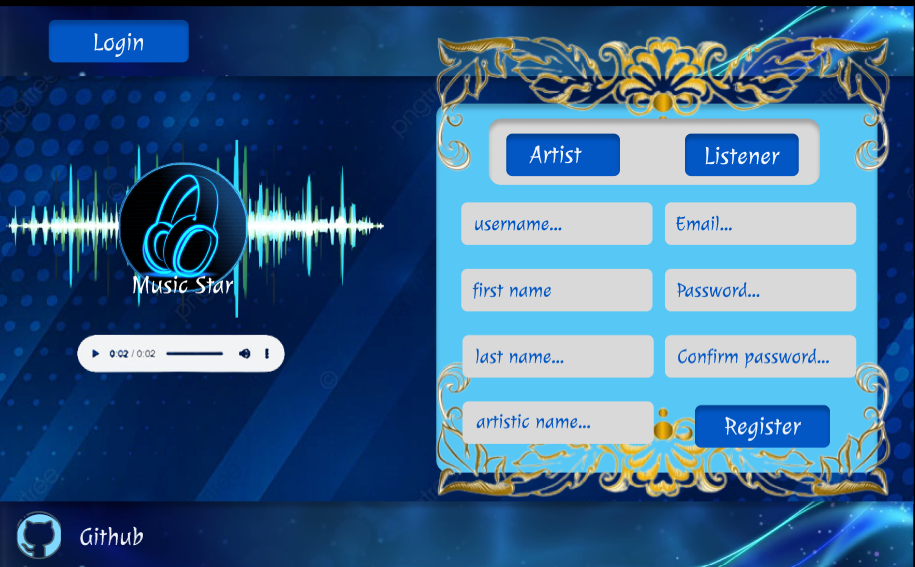 Login
Artist
Listener
username...
Email...
first name
Password...
last name...
Confirm password...
artistic name...
Register
Music Star
0:02 / 0:02
Github